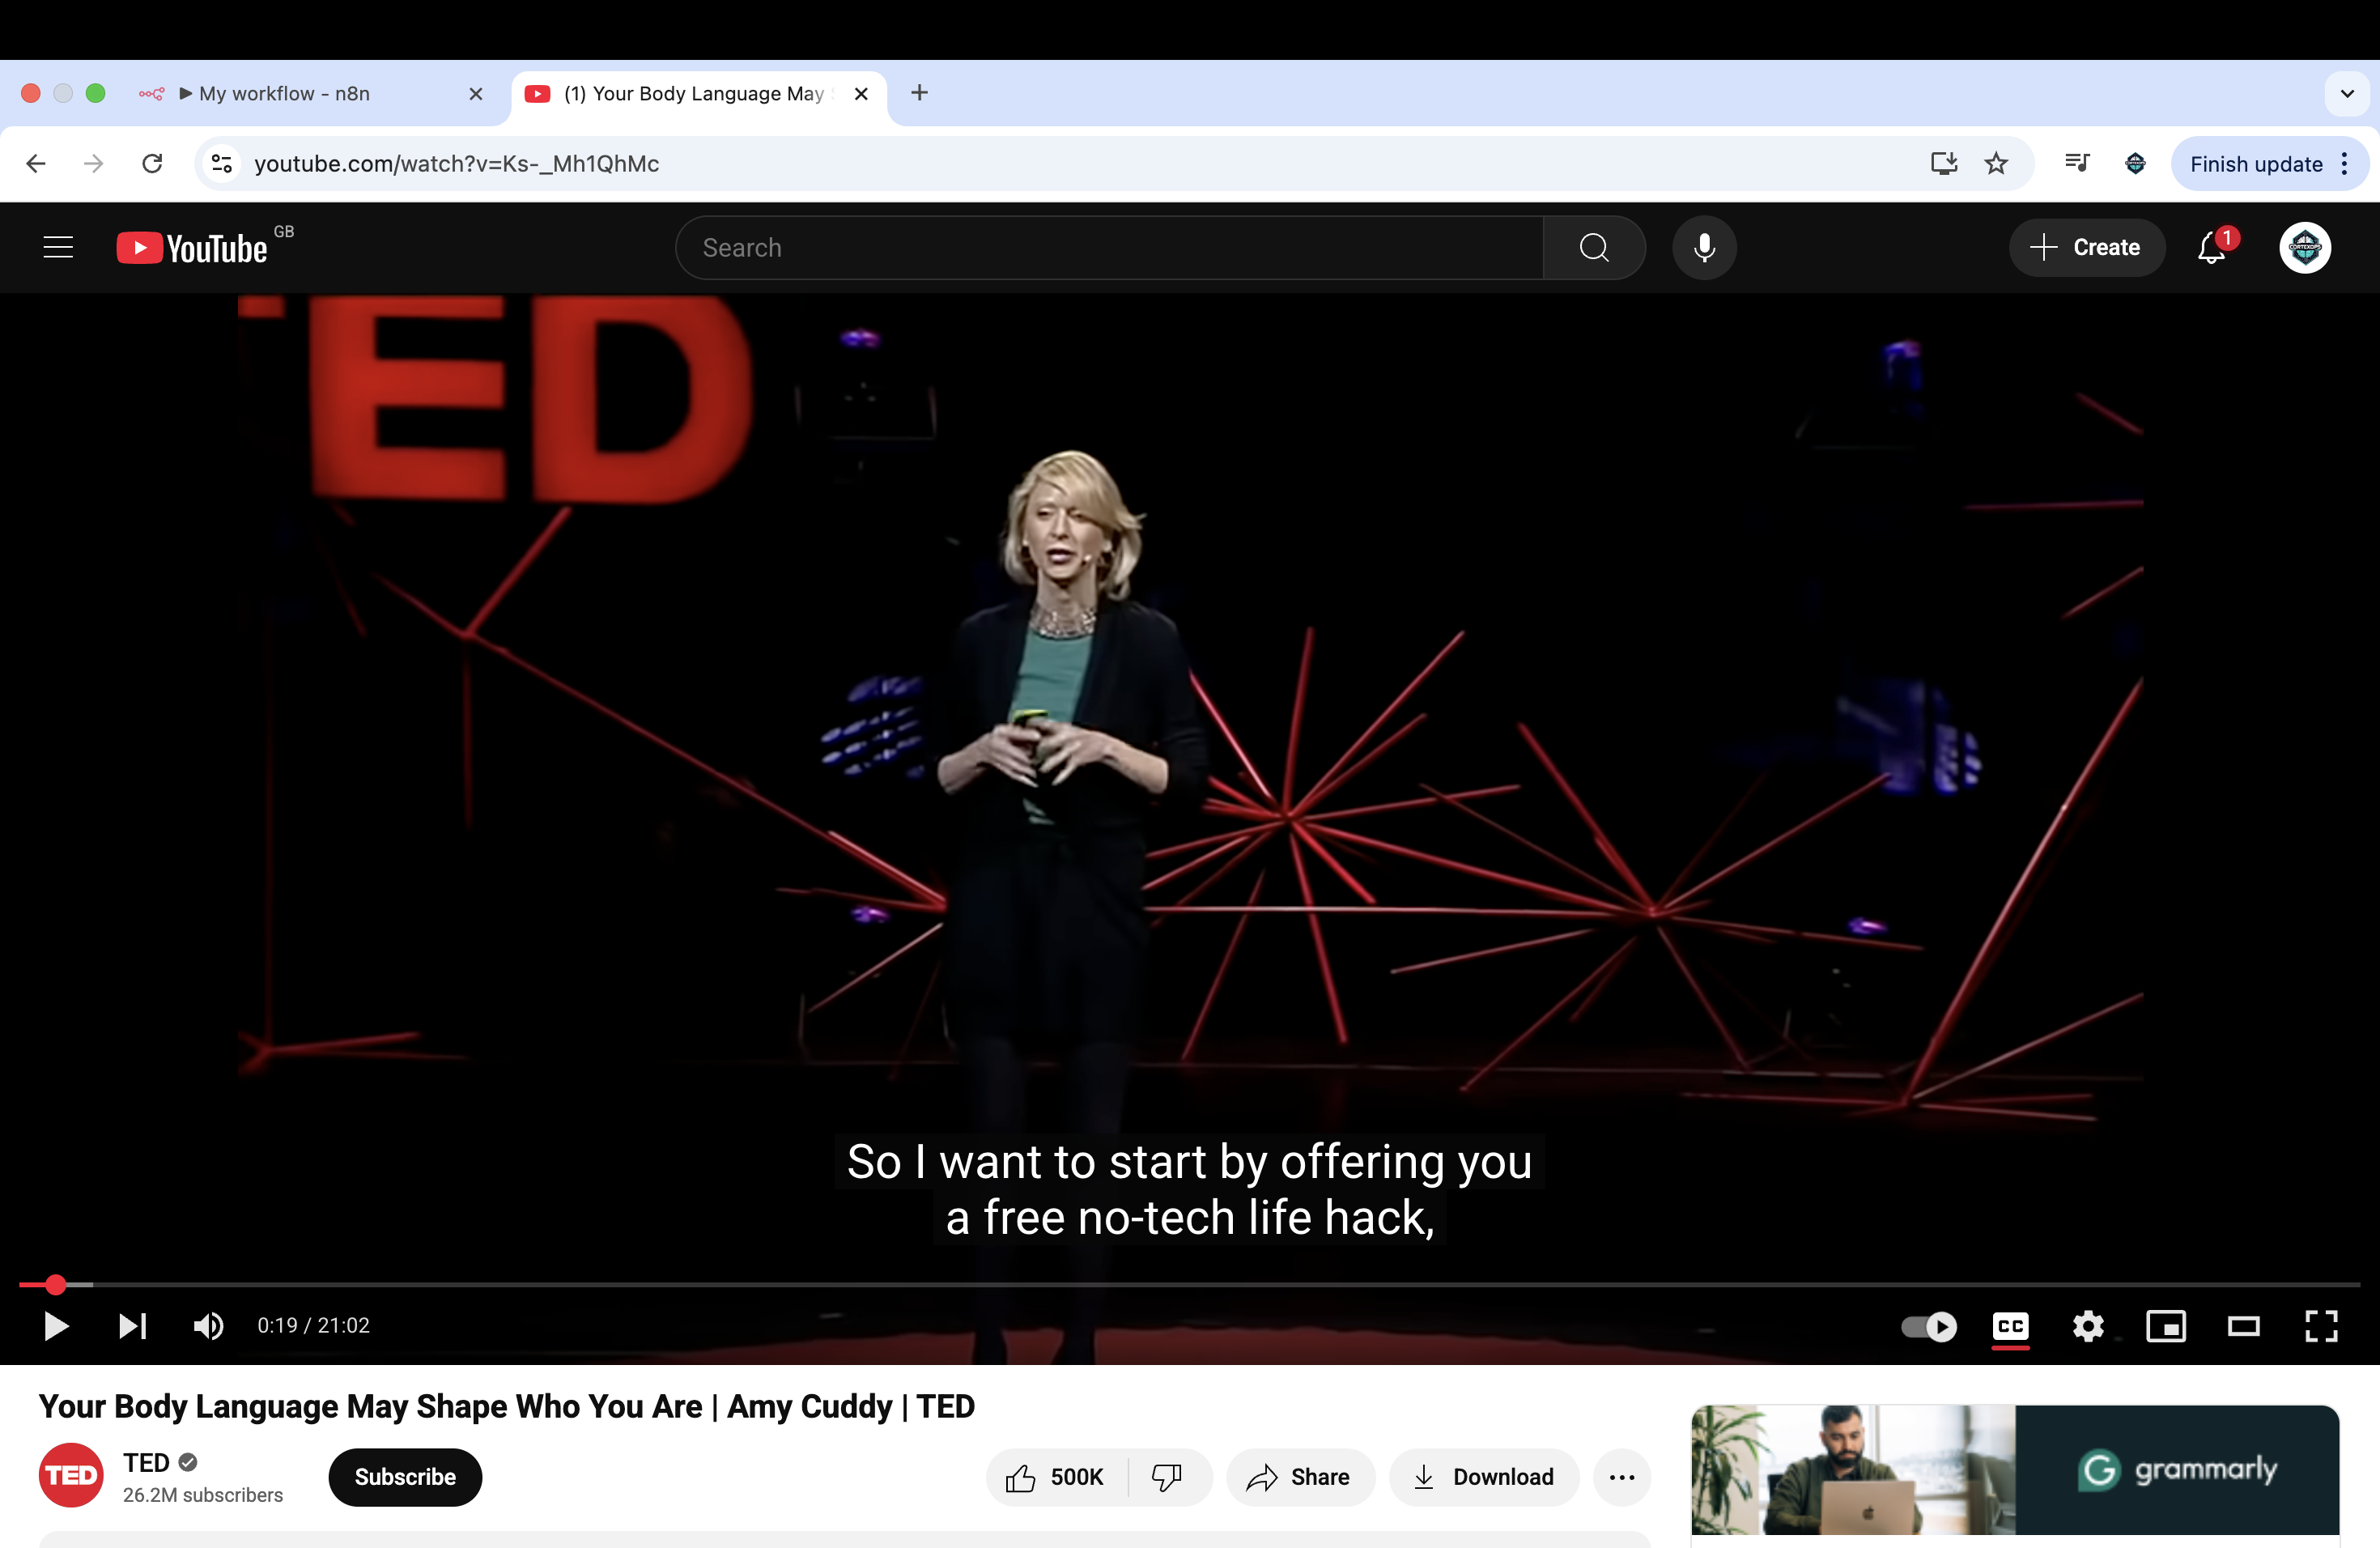 My workflow - n8n
(1) Your Body Language May
youtube.com/watch?v=Ks-_Mh1QhMc
Finish update
YouTube GB
Search
Create
1
TED
So I want to start by offering you
a free no-tech life hack,
0:19 / 21:02
CC
Your Body Language May Shape Who You Are | Amy Cuddy | TED
TED
TED
26.2M subscribers
Subscribe
500K
Share
Download
grammarly